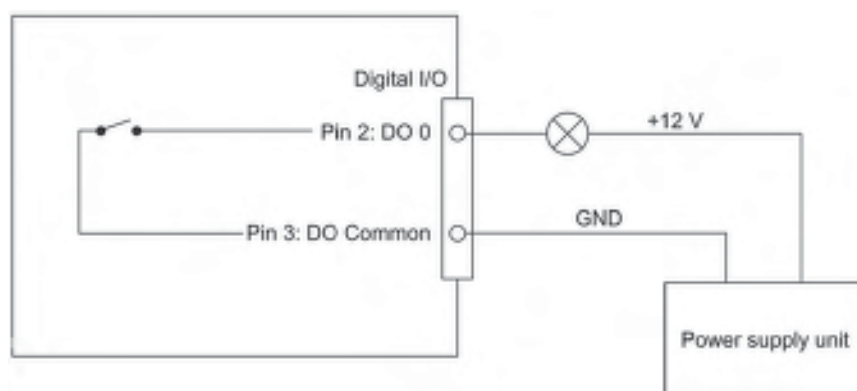 Digital I/O
Pin 2: DO 0
+12 V
Pin 3: DO Common
GND
Power supply unit